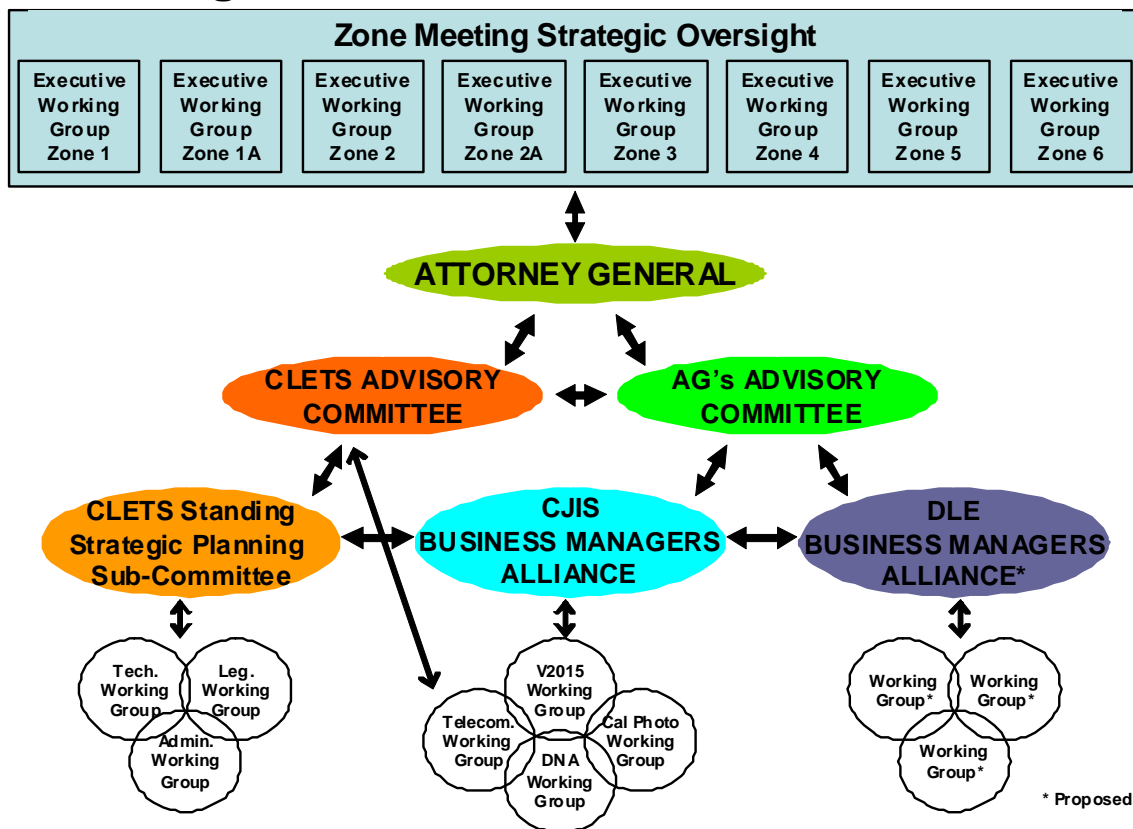 Zone Meeting Strategic Oversight
Executive
Working
Group
Zone 1
Executive
Working
Group
Zone 1A
Executive
Working
Group
Zone 2
Executive
Working
Group
Zone 2A
Executive
Working
Group
Zone 3
Executive
Working
Group
Zone 4
Executive
Working
Group
Zone 5
Executive
Working
Group
Zone 6
ATTORNEY GENERAL
CLETS ADVISORY
COMMITTEE
AG's ADVISORY
COMMITTEE
CLETS Standing
Strategic Planning
Sub-Committee
CJIS
BUSINESS MANAGERS
ALLIANCE
DLE
BUSINESS MANAGERS
ALLIANCE*
Tech.
Working
Group
Leg.
Working
Group
Admin.
Working
Group
V2015
Working
Group
Telecom.
Working
Group
Cal Photo
Working
Group
DNA
Working
Group
Working
Group*
Working
Group*
Working
Group*
* Proposed